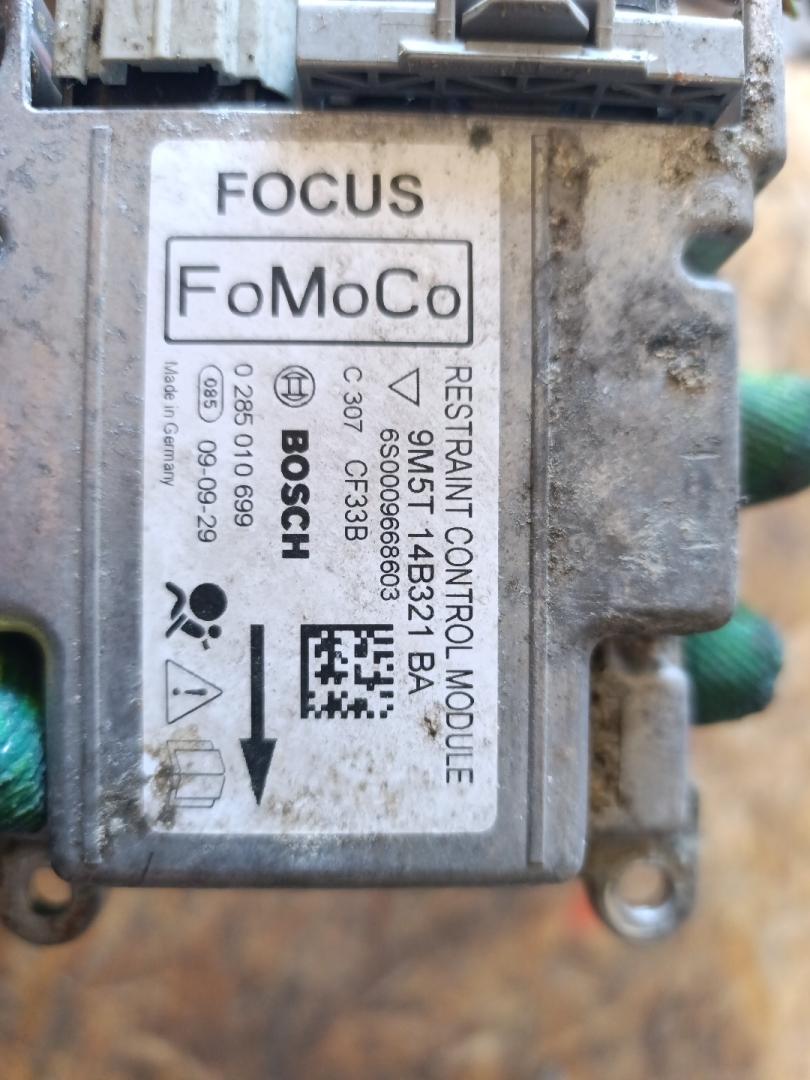 FOCUS
FoMoCo
RESTRAINT CONTROL MODULE
9M5T 14B321 BA
6S0009668603
C 307 CF33B
BOSCH
0 285 010 699
085 09-09-29
Made in Germany